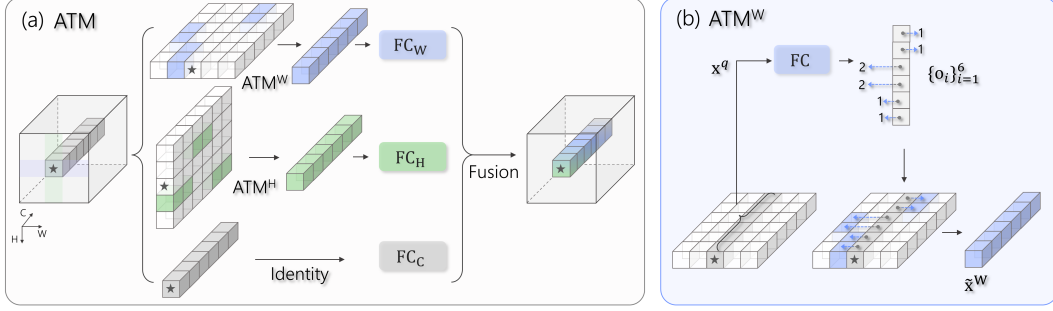 (a) ATM
ATM^W
FC_W
ATM^H
FC_H
Identity
FC_C
Fusion
C
H
W
(b) ATM^W
x^q
FC
1
1
2
2
1
1
{o_i}_{i=1}^6
x̃^W